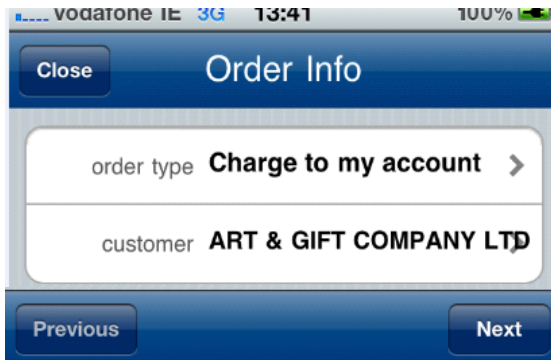 vodafone IE 3G 13:41 100%
Close Order Info
order type Charge to my account
customer ART & GIFT COMPANY LTD
Previous Next